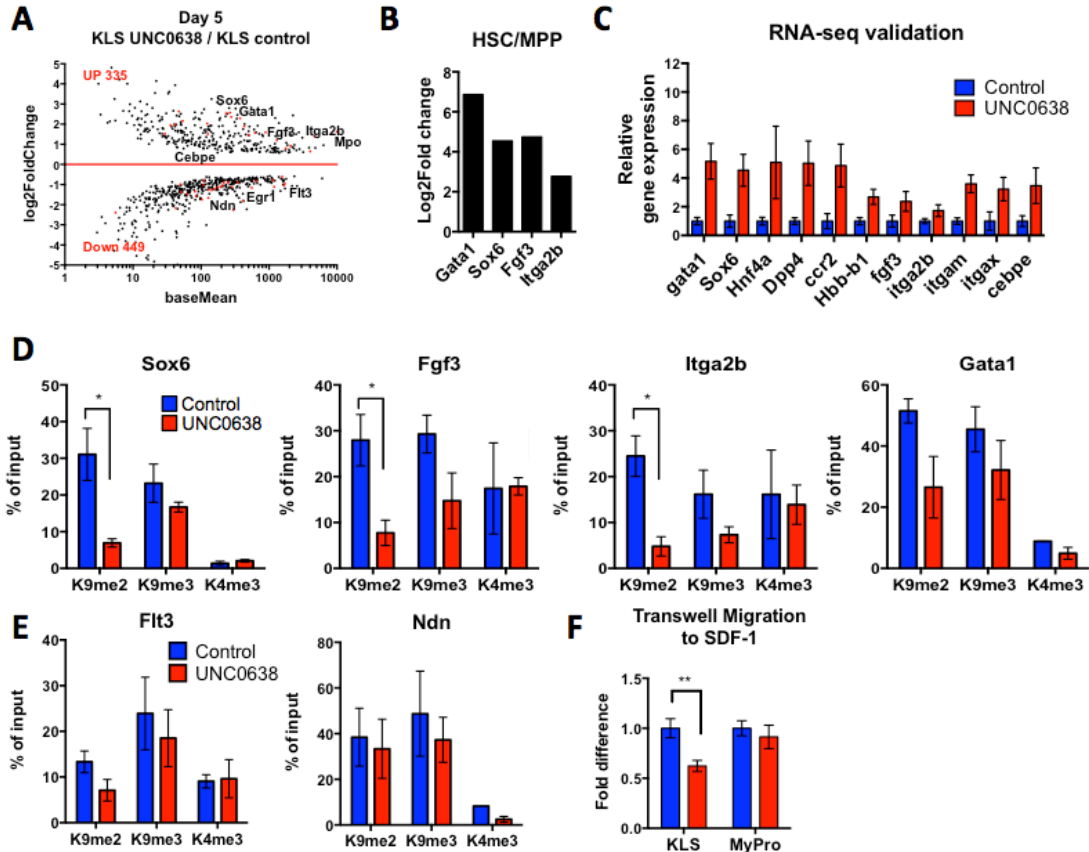 A
Day 5
KLS UNC0638 / KLS control
log2FoldChange
5
4
3
2
1
0
-1
-2
-3
-4
-5
UP 335
Sox6
Gata1
Fgf3
Itga2b
Mpo
Cebpe
Flt3
Egr1
Ndn
Down 449
1
10
100
1000
10000
baseMean
B
HSC/MPP
Log2Fold change
8
6
4
2
0
Gata1
Sox6
Fgf3
Itga2b
C
RNA-seq validation
Relative
gene expression
12
10
8
6
4
2
0
Control
UNC0638
gata1
Sox6
Hnf4a
Dpp4
ccr2
Hbb-b1
fgf3
itga2b
itgam
itgax
cebpe
D
Sox6
% of input
50
40
30
20
10
0
*
Control
UNC0638
K9me2
K9me3
K4me3
Fgf3
% of input
40
30
20
10
0
*
K9me2
K9me3
K4me3
Itga2b
% of input
40
30
20
10
0
*
K9me2
K9me3
K4me3
Gata1
% of input
60
40
20
0
K9me2
K9me3
K4me3
E
Flt3
% of input
40
30
20
10
0
Control
UNC0638
K9me2
K9me3
K4me3
Ndn
% of input
80
60
40
20
0
K9me2
K9me3
K4me3
F
Transwell Migration
to SDF-1
Fold difference
1.5
1.0
0.5
0.0
**
KLS
MyPro